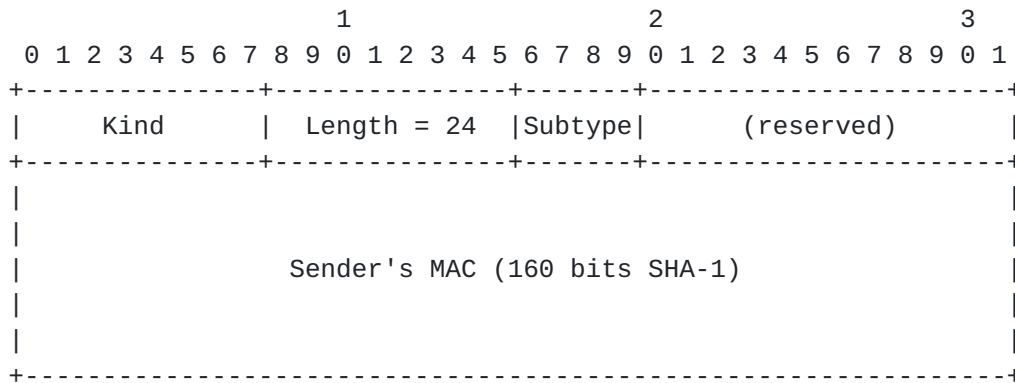 1                   2                   3
 0 1 2 3 4 5 6 7 8 9 0 1 2 3 4 5 6 7 8 9 0 1 2 3 4 5 6 7 8 9 0 1
+---------------+---------------+-------+-----------------------+
|     Kind      |  Length = 24  |Subtype|      (reserved)       |
+---------------+---------------+-------+-----------------------+
|                                                               |
|                                                               |
|                 Sender's MAC (160 bits SHA-1)                 |
|                                                               |
|                                                               |
+---------------------------------------------------------------+